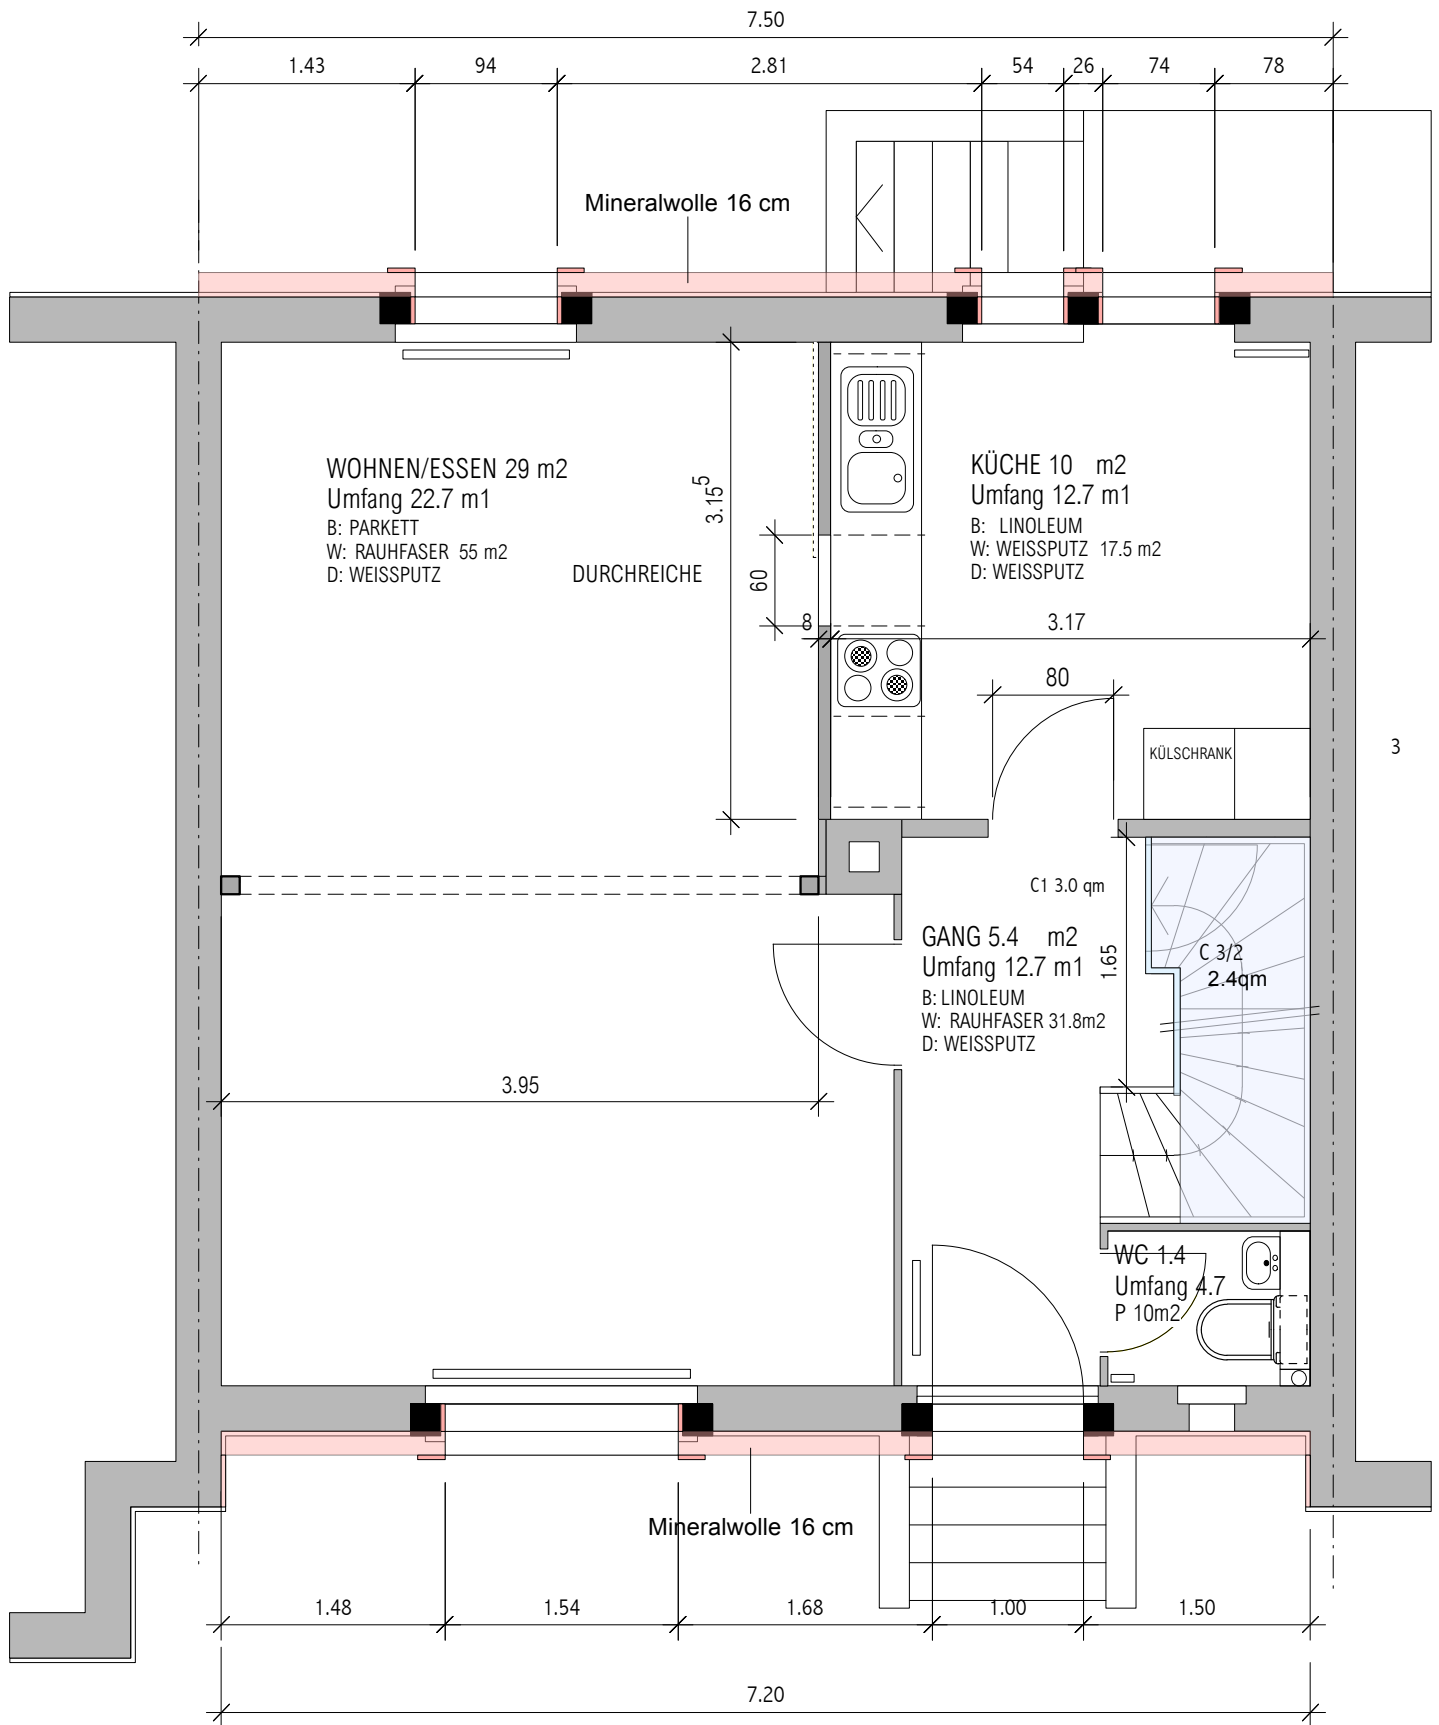 7.50
1.43 94 2.81 54 26 74 78
Mineralwolle 16 cm
WOHNEN/ESSEN 29 m2
Umfang 22.7 m1
B: PARKETT
W: RAUHFASER 55 m2
D: WEISSPUTZ
DURCHREICHE
3.15⁵
60
8
KÜCHE 10 m2
Umfang 12.7 m1
B: LINOLEUM
W: WEISSPUTZ 17.5 m2
D: WEISSPUTZ
3.17
80
KÜLSCHRANK
3
C1 3.0 qm
GANG 5.4 m2
Umfang 12.7 m1
B: LINOLEUM
W: RAUHFASER 31.8m2
D: WEISSPUTZ
1.65
C 3/2
2.4qm
3.95
WC 1.4
Umfang 4.7
P 10m2
Mineralwolle 16 cm
1.48 1.54 1.68 1.00 1.50
7.20